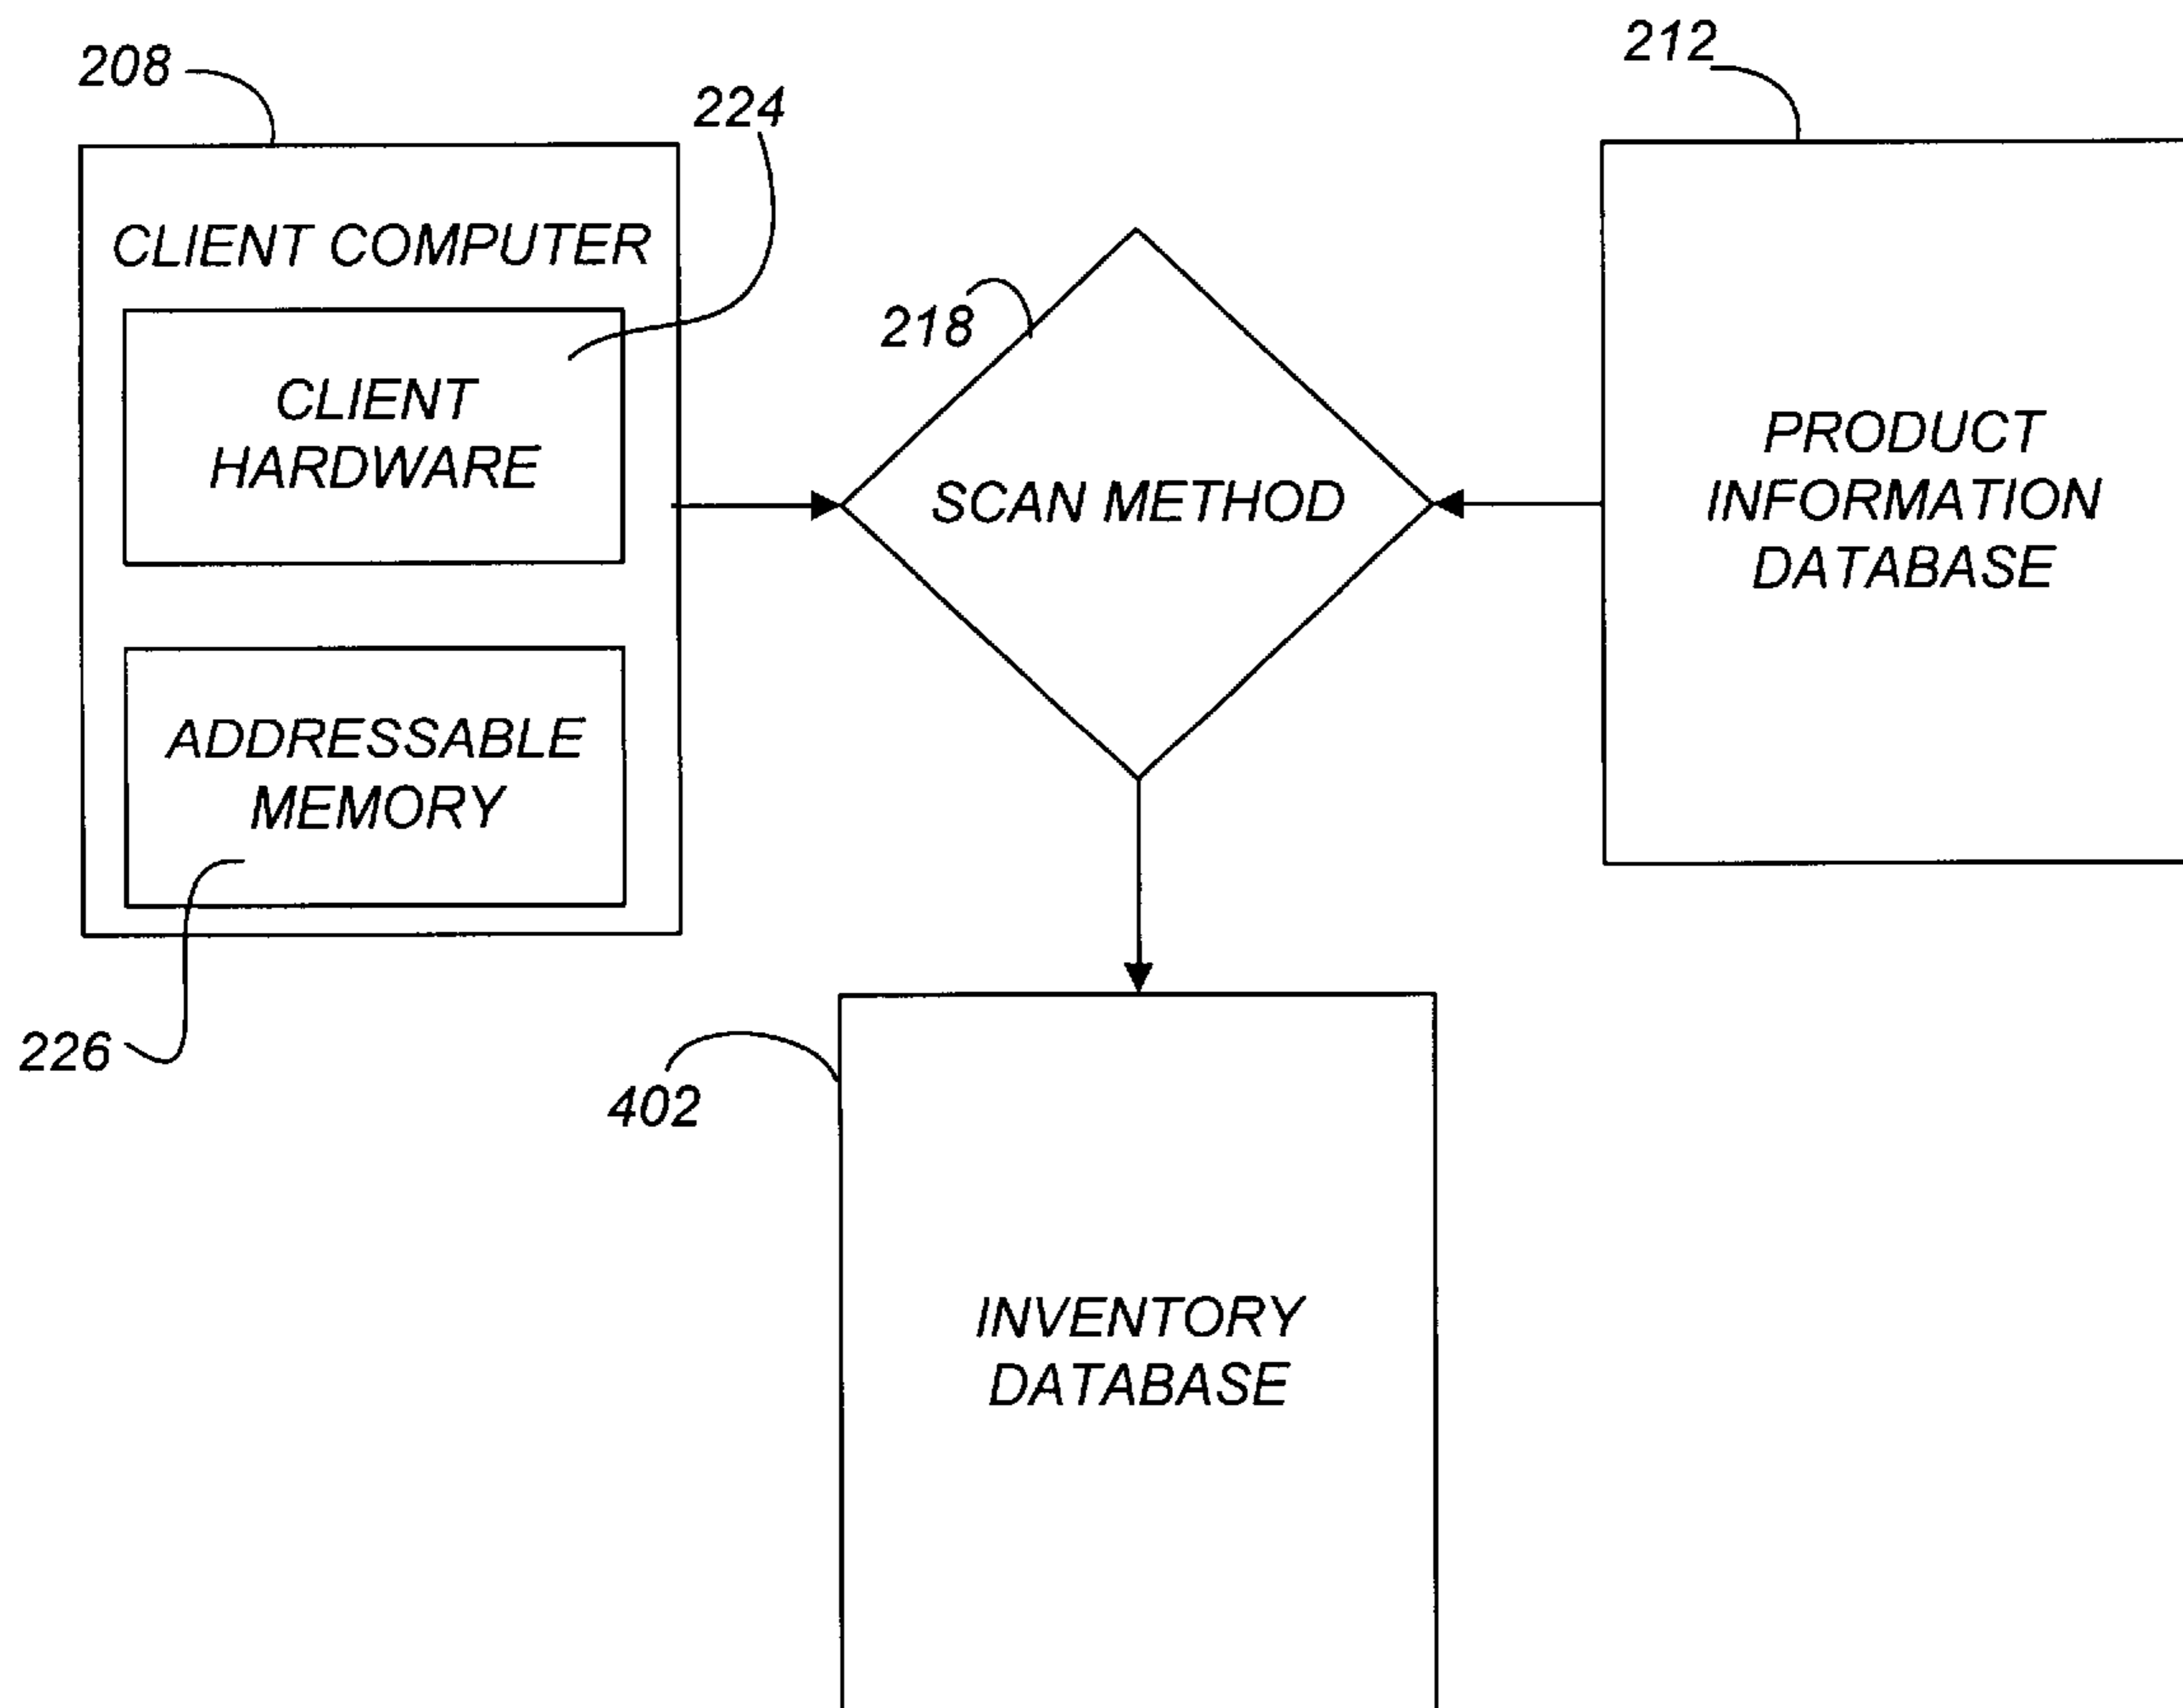 208
224
212
CLIENT COMPUTER
CLIENT
HARDWARE
218
SCAN METHOD
PRODUCT
INFORMATION
DATABASE
ADDRESSABLE
MEMORY
226
402
INVENTORY
DATABASE